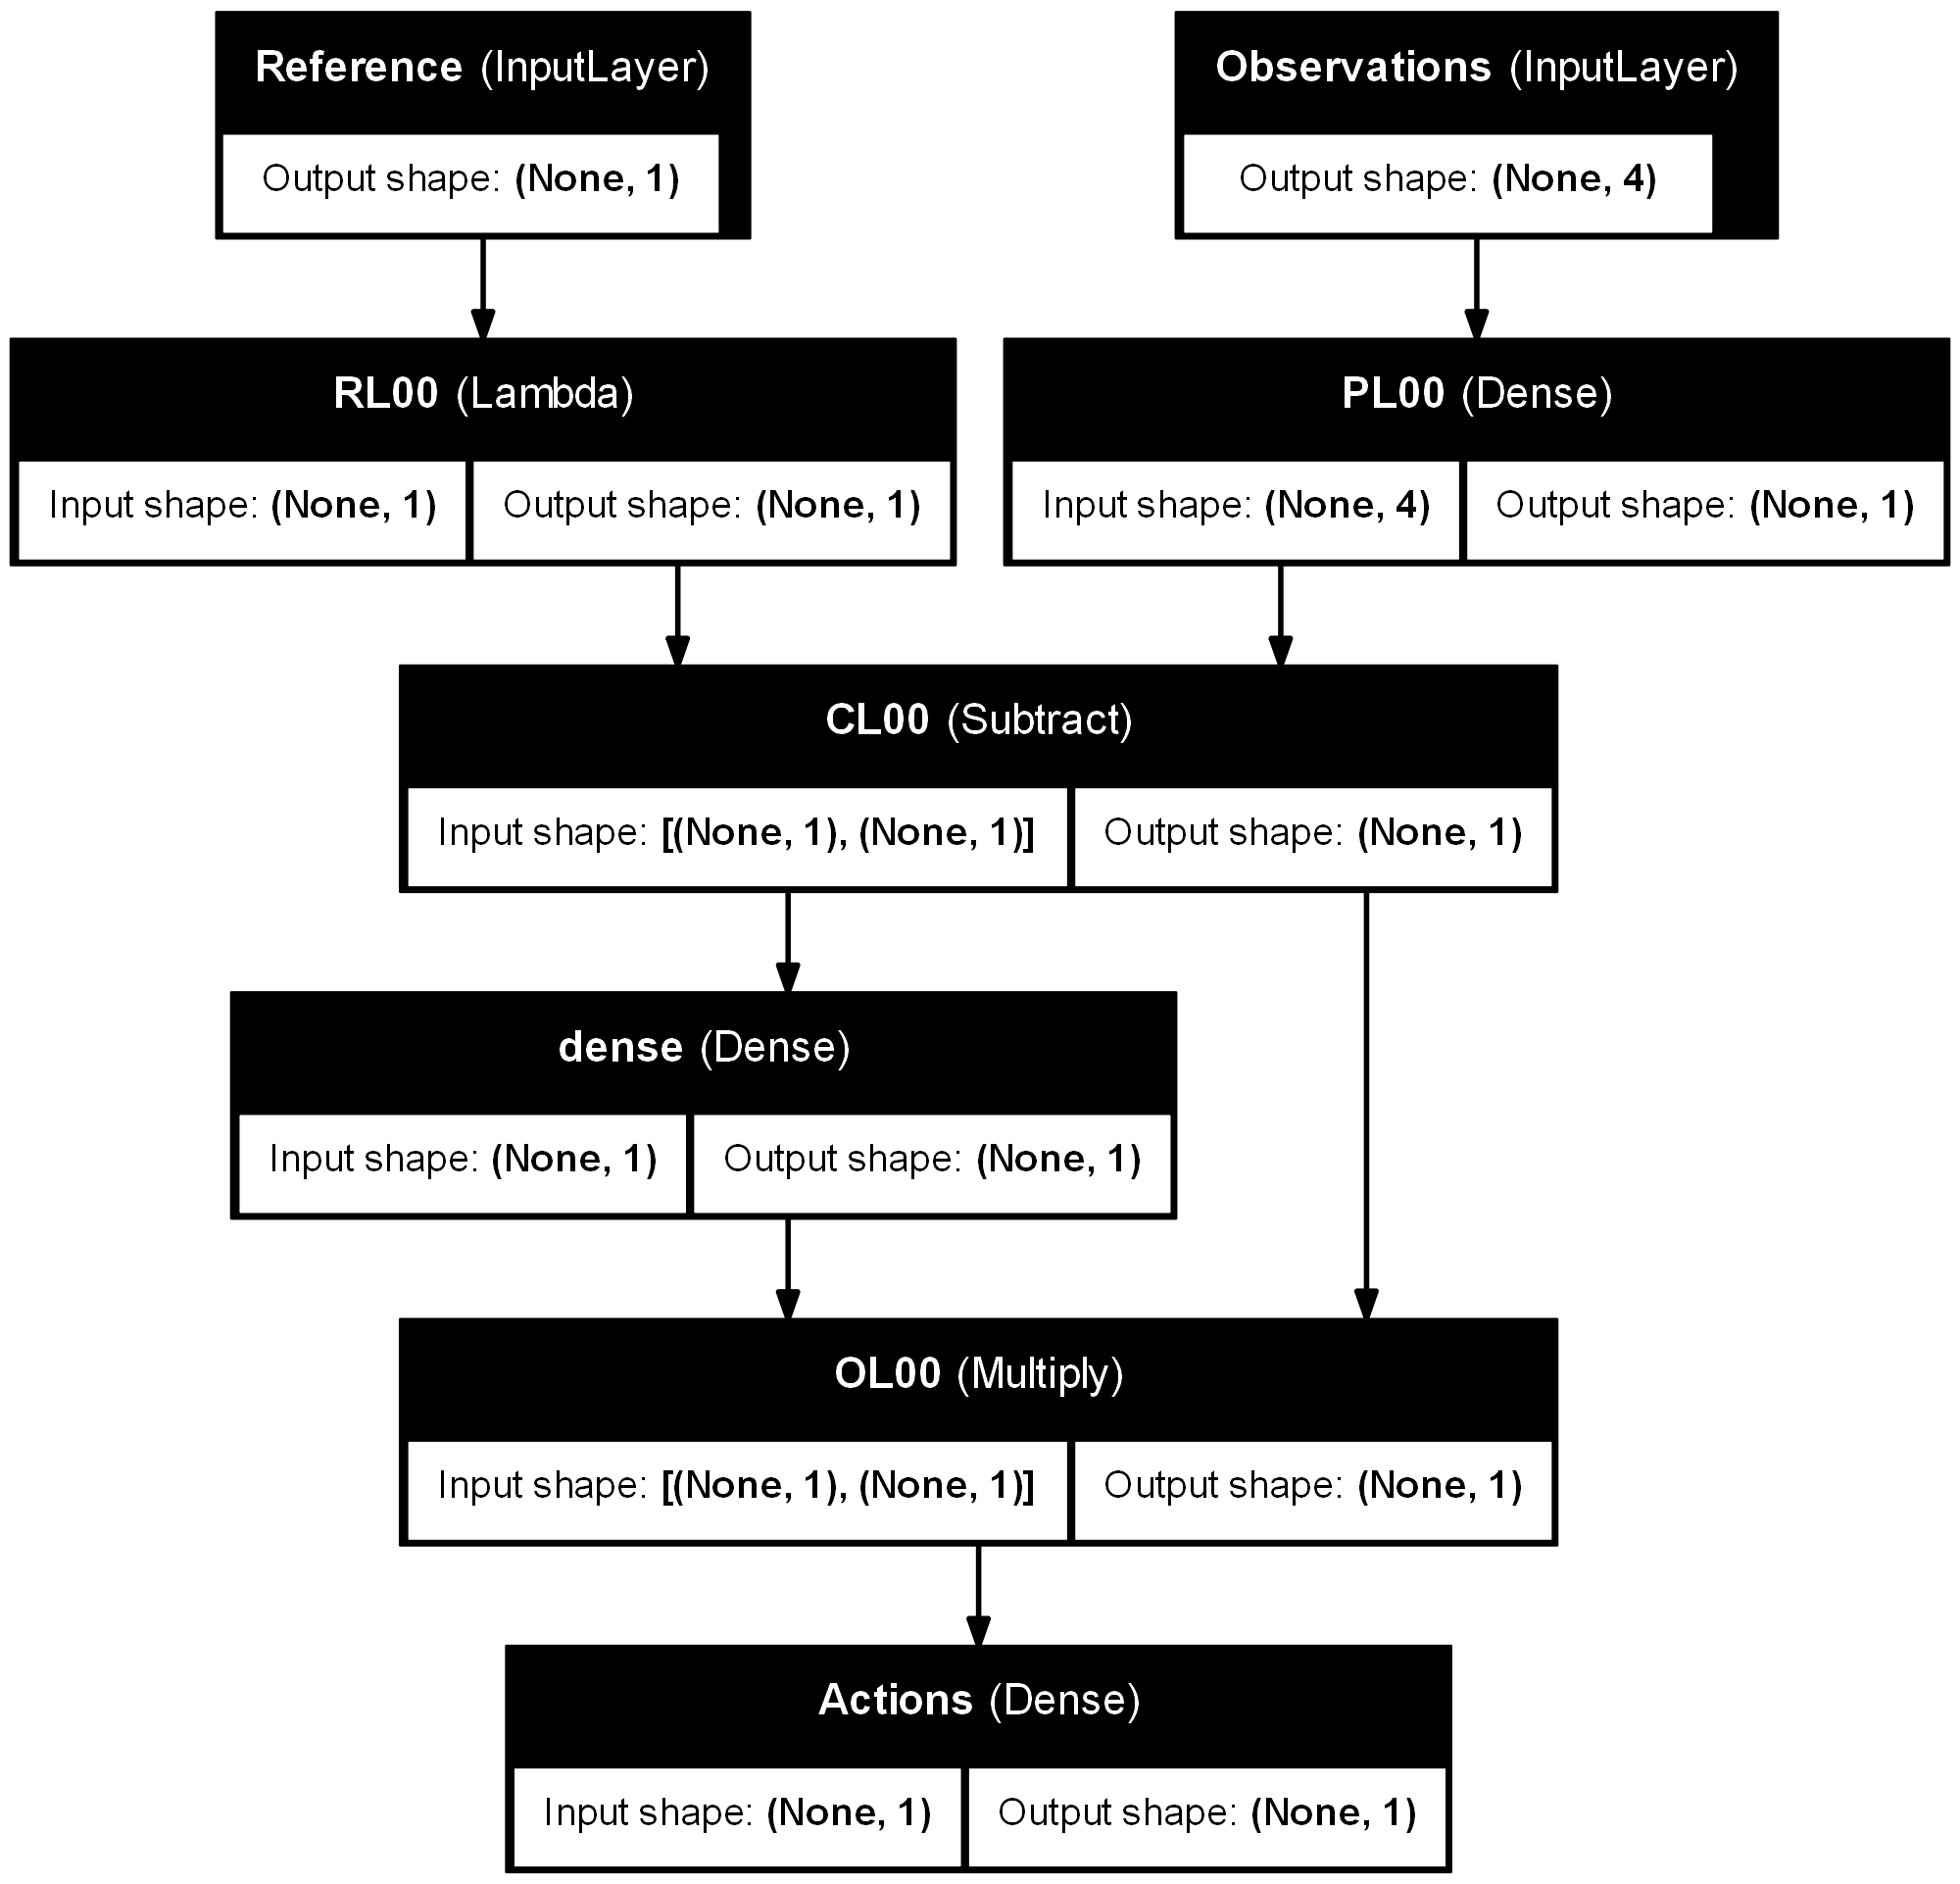 Reference (InputLayer)
Output shape: (None, 1)
Observations (InputLayer)
Output shape: (None, 4)
RL00 (Lambda)
Input shape: (None, 1)
Output shape: (None, 1)
PL00 (Dense)
Input shape: (None, 4)
Output shape: (None, 1)
CL00 (Subtract)
Input shape: [(None, 1), (None, 1)]
Output shape: (None, 1)
dense (Dense)
Input shape: (None, 1)
Output shape: (None, 1)
OL00 (Multiply)
Input shape: [(None, 1), (None, 1)]
Output shape: (None, 1)
Actions (Dense)
Input shape: (None, 1)
Output shape: (None, 1)